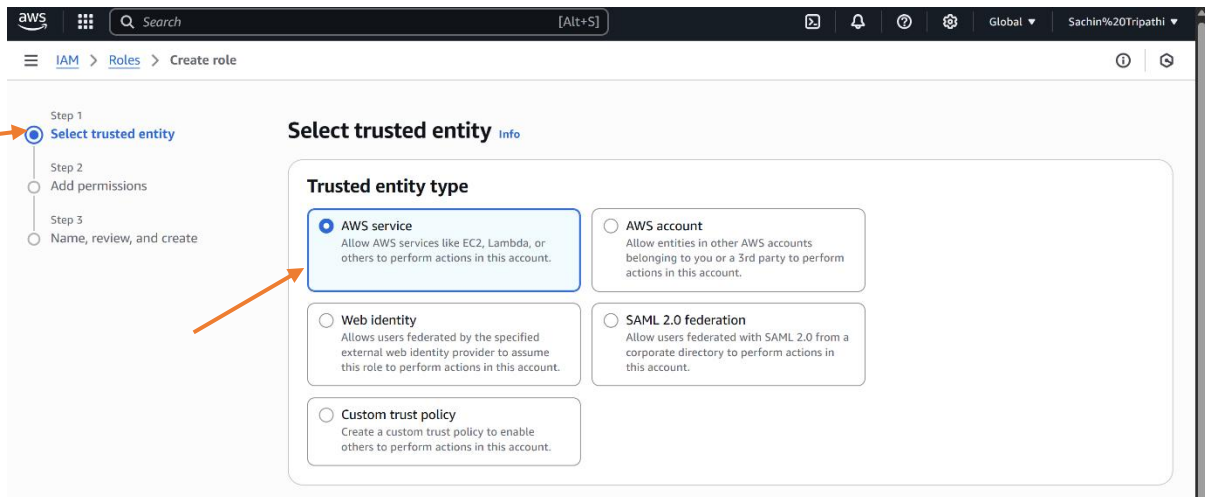 aws
Search [Alt+S] Global Sachin%20Tripathi
IAM > Roles > Create role
Step 1
Select trusted entity
Step 2
Add permissions
Step 3
Name, review, and create
Select trusted entity Info
Trusted entity type
AWS service
Allow AWS services like EC2, Lambda, or
others to perform actions in this account.
AWS account
Allow entities in other AWS accounts
belonging to you or a 3rd party to perform
actions in this account.
Web identity
Allows users federated by the specified
external web identity provider to assume
this role to perform actions in this account.
SAML 2.0 federation
Allow users federated with SAML 2.0 from a
corporate directory to perform actions in
this account.
Custom trust policy
Create a custom trust policy to enable
others to perform actions in this account.